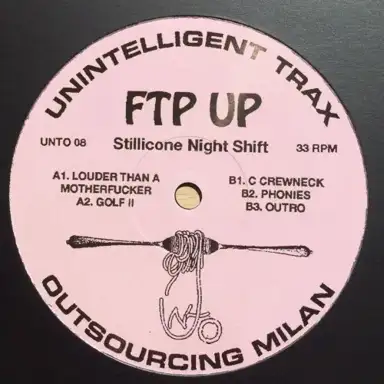 UNINTELLIGENT TRAX
FTP UP
UNTO 08
Stillicone Night Shift
33 RPM
A1. LOUDER THAN A
MOTHERFUCKER
A2. GOLF II
B1. C CREWNECK
B2. PHONIES
B3. OUTRO
OUTSOURCING MILAN